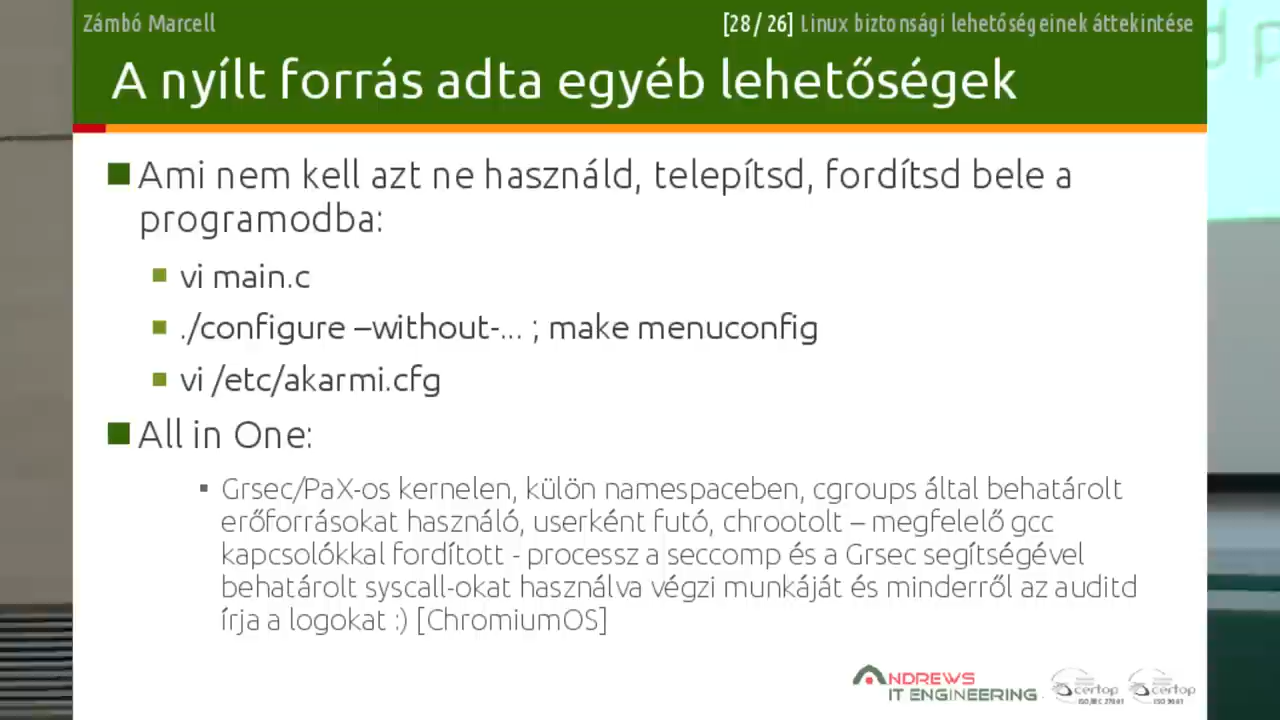 Zámbó Marcell
[28 / 26] Linux biztonsági lehetőségeinek áttekintése
A nyílt forrás adta egyéb lehetőségek
Ami nem kell azt ne használd, telepítsd, fordítsd bele a
programodba:
vi main.c
./configure –without-... ; make menuconfig
vi /etc/akarmi.cfg
All in One:
Grsec/PaX-os kernelen, külön namespaceben, cgroups által behatárolt
erőforrásokat használó, userként futó, chrootolt – megfelelő gcc
kapcsolókkal fordított - processz a seccomp és a Grsec segítségével
behatárolt syscall-okat használva végzi munkáját és minderről az auditd
írja a logokat :) [ChromiumOS]
NDREWS
IT ENGINEERING
certop
certop
ISO/IEC 27001
ISO 9001